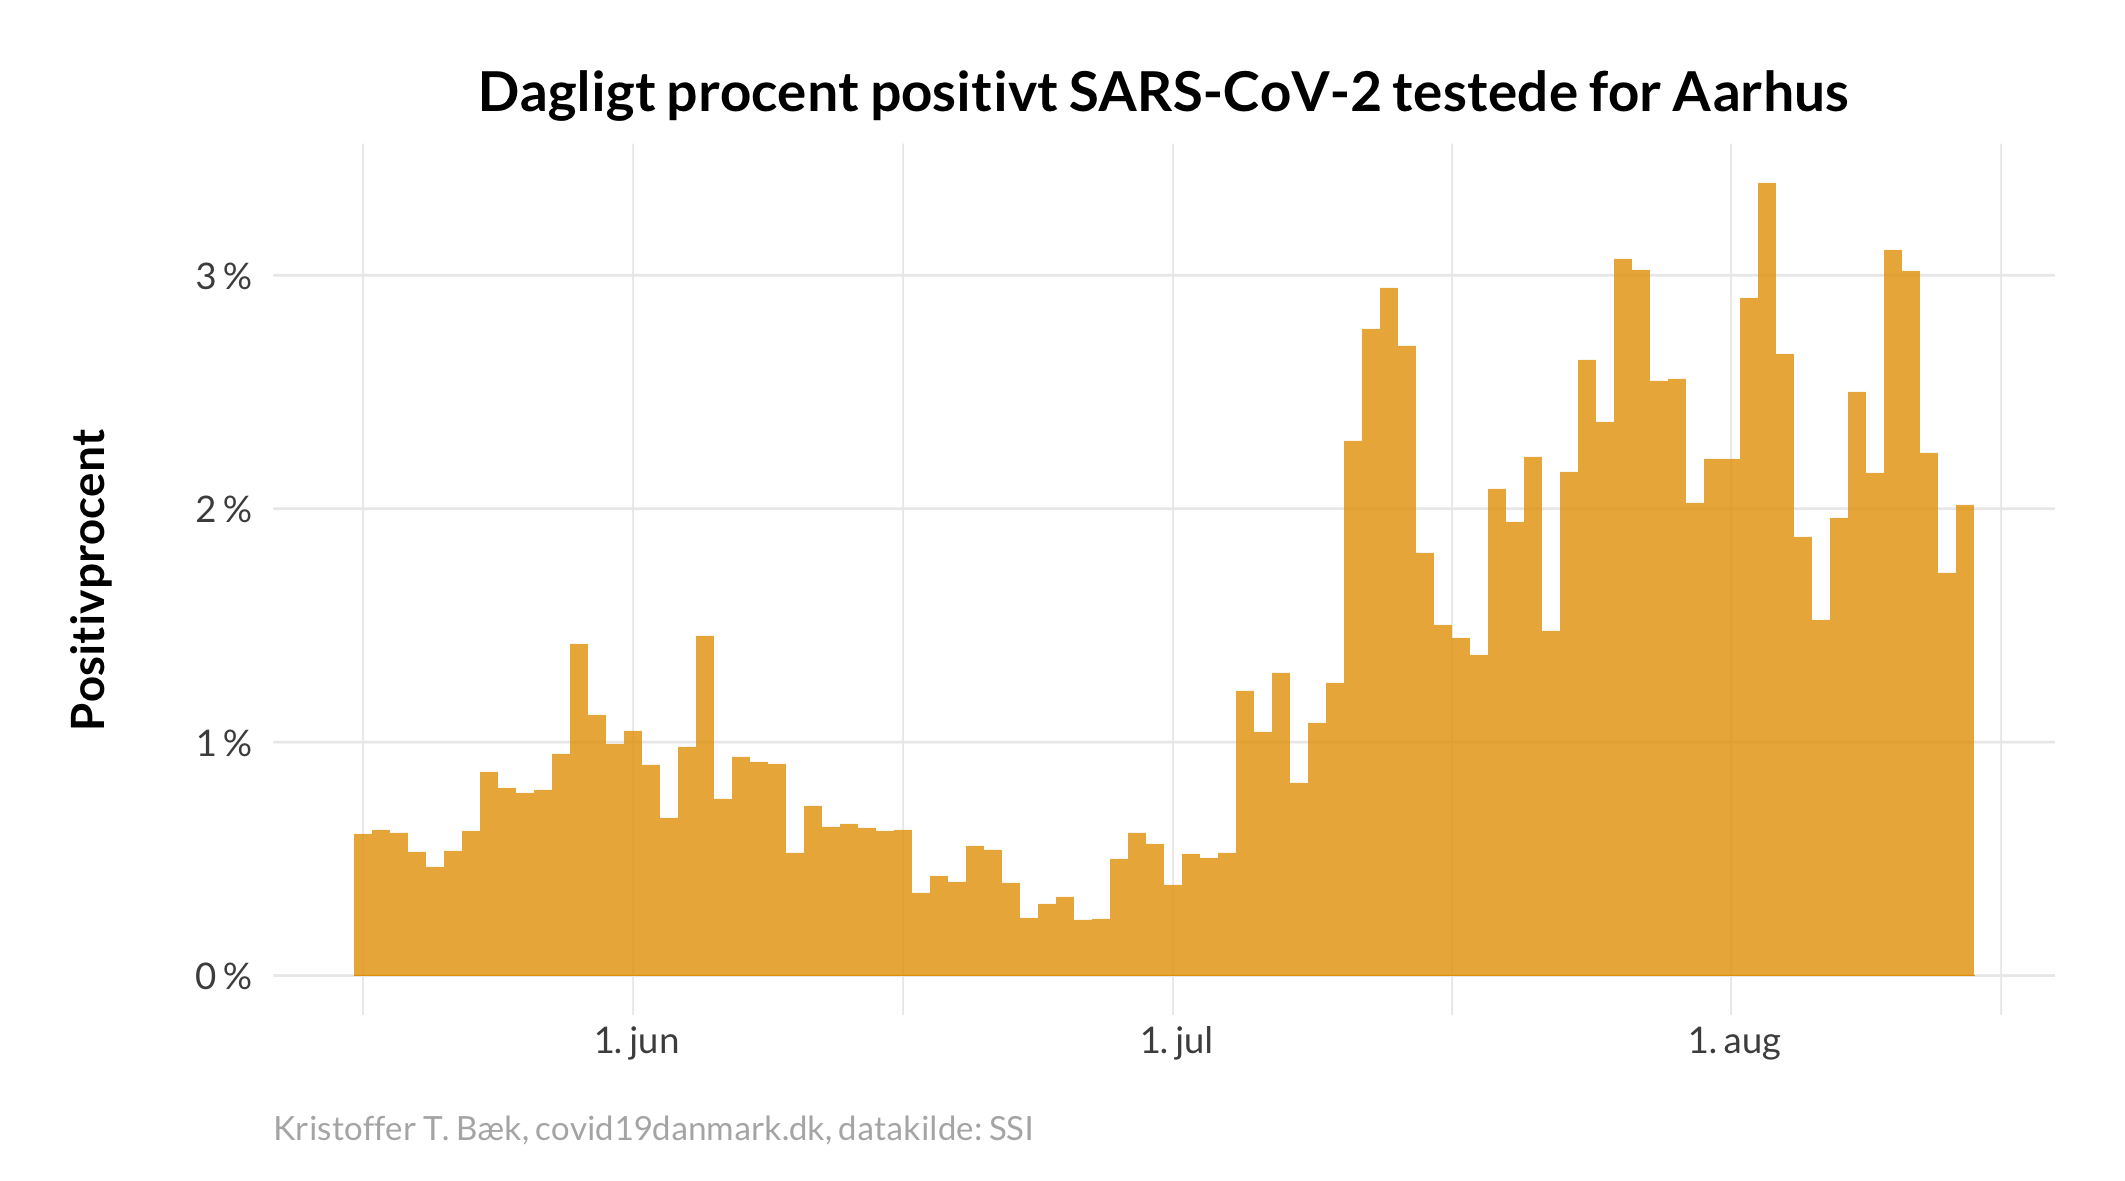 Dagligt procent positivt SARS-CoV-2 testede for Aarhus
Positivprocent
3 %
2 %
1 %
0 %
1. jun
1. jul
1. aug
Kristoffer T. Bæk, covid19danmark.dk, datakilde: SSI